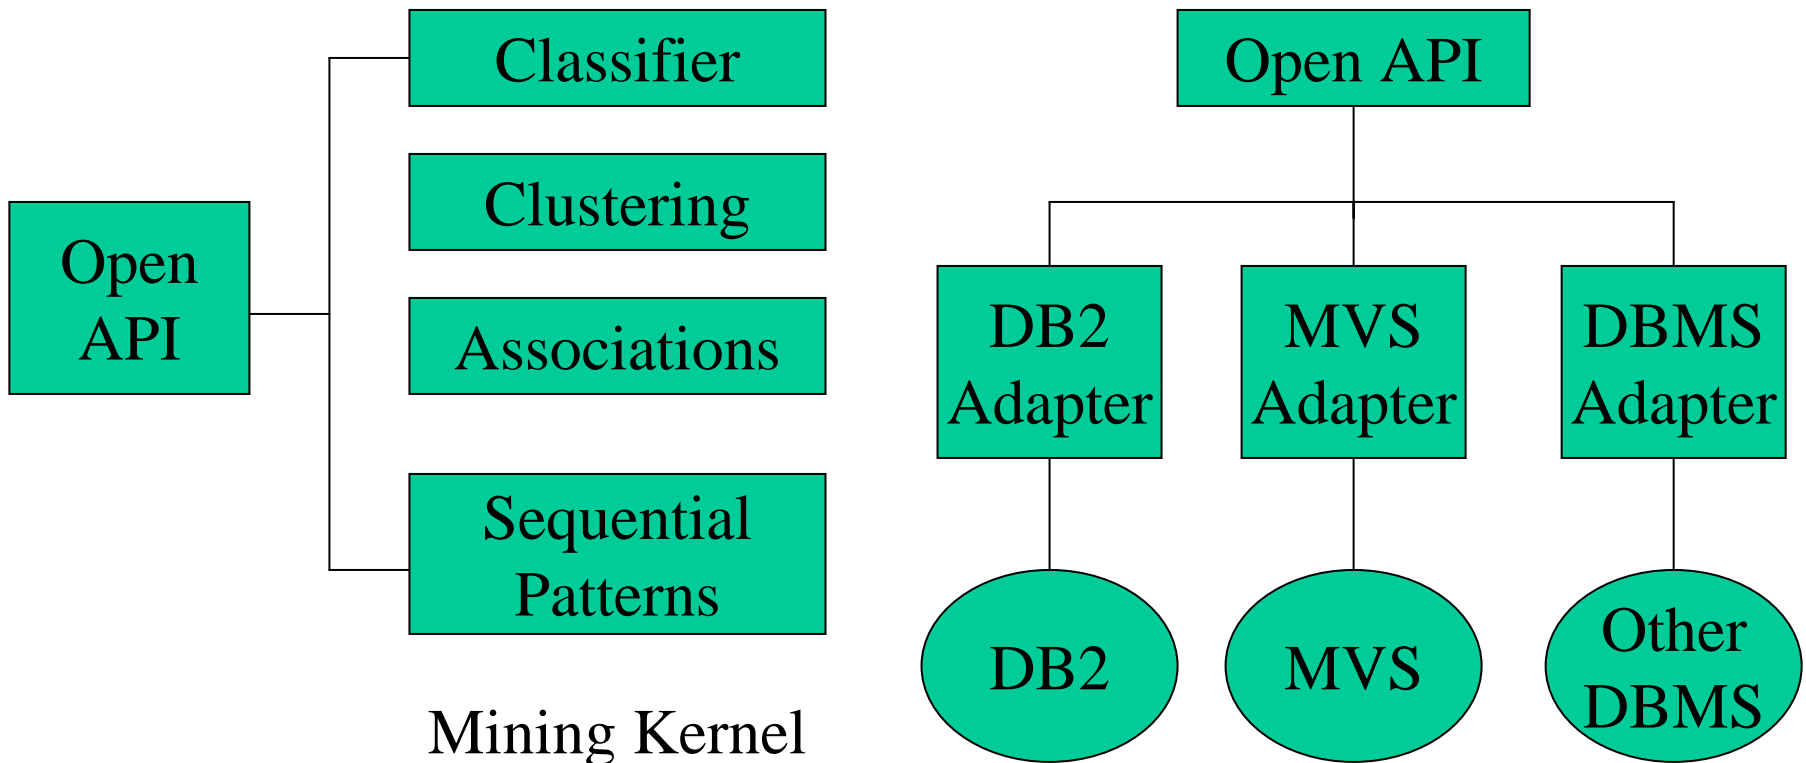 Open
API
Classifier
Clustering
Associations
Sequential
Patterns
Mining Kernel
Open API
DB2
Adapter
MVS
Adapter
DBMS
Adapter
DB2
MVS
Other
DBMS